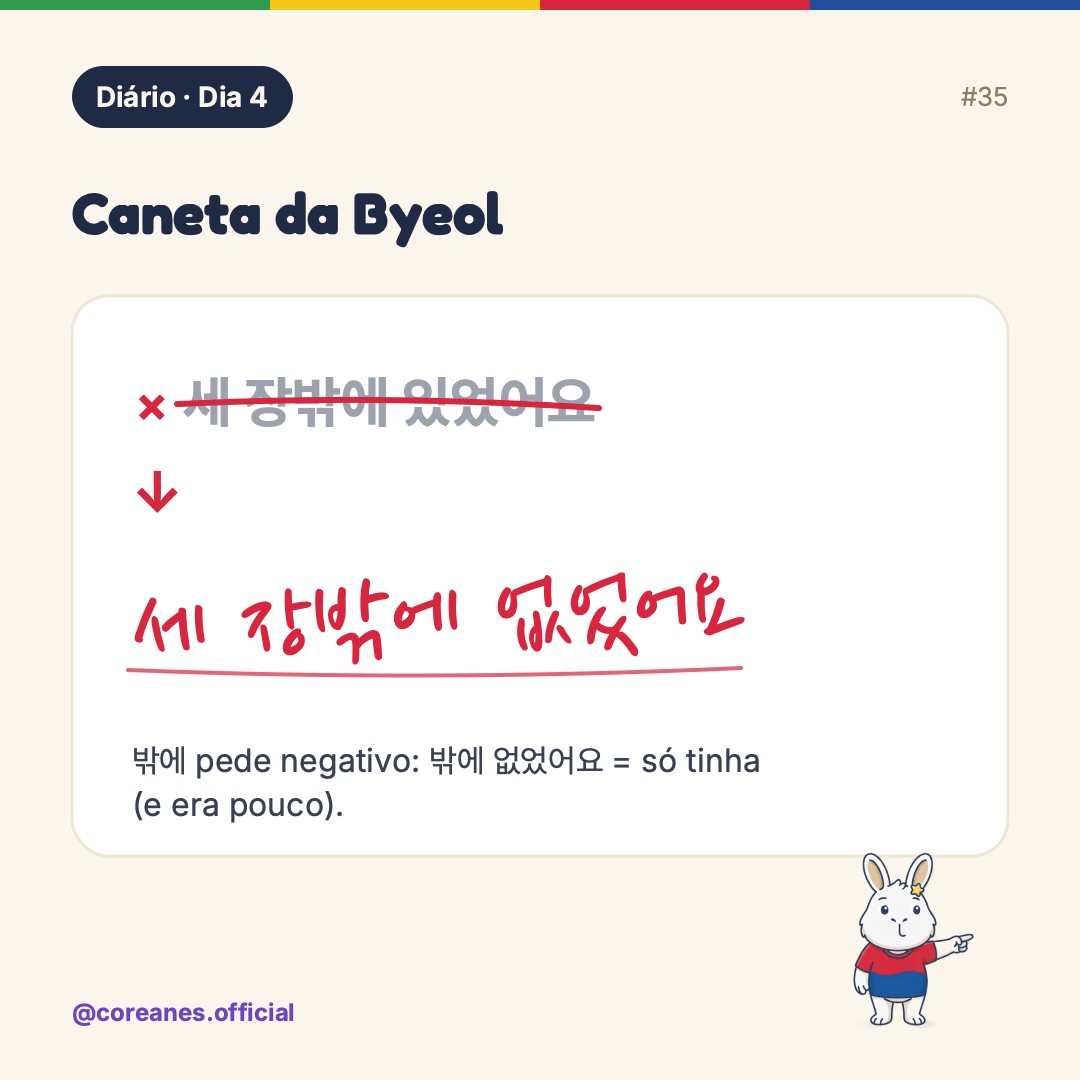 Diário · Dia 4
#35
Caneta da Byeol
× 세 장밖에 있었어요
↓
세 장밖에 없었어요
밖에 pede negativo: 밖에 없었어요 = só tinha
(e era pouco).
@coreanes.official